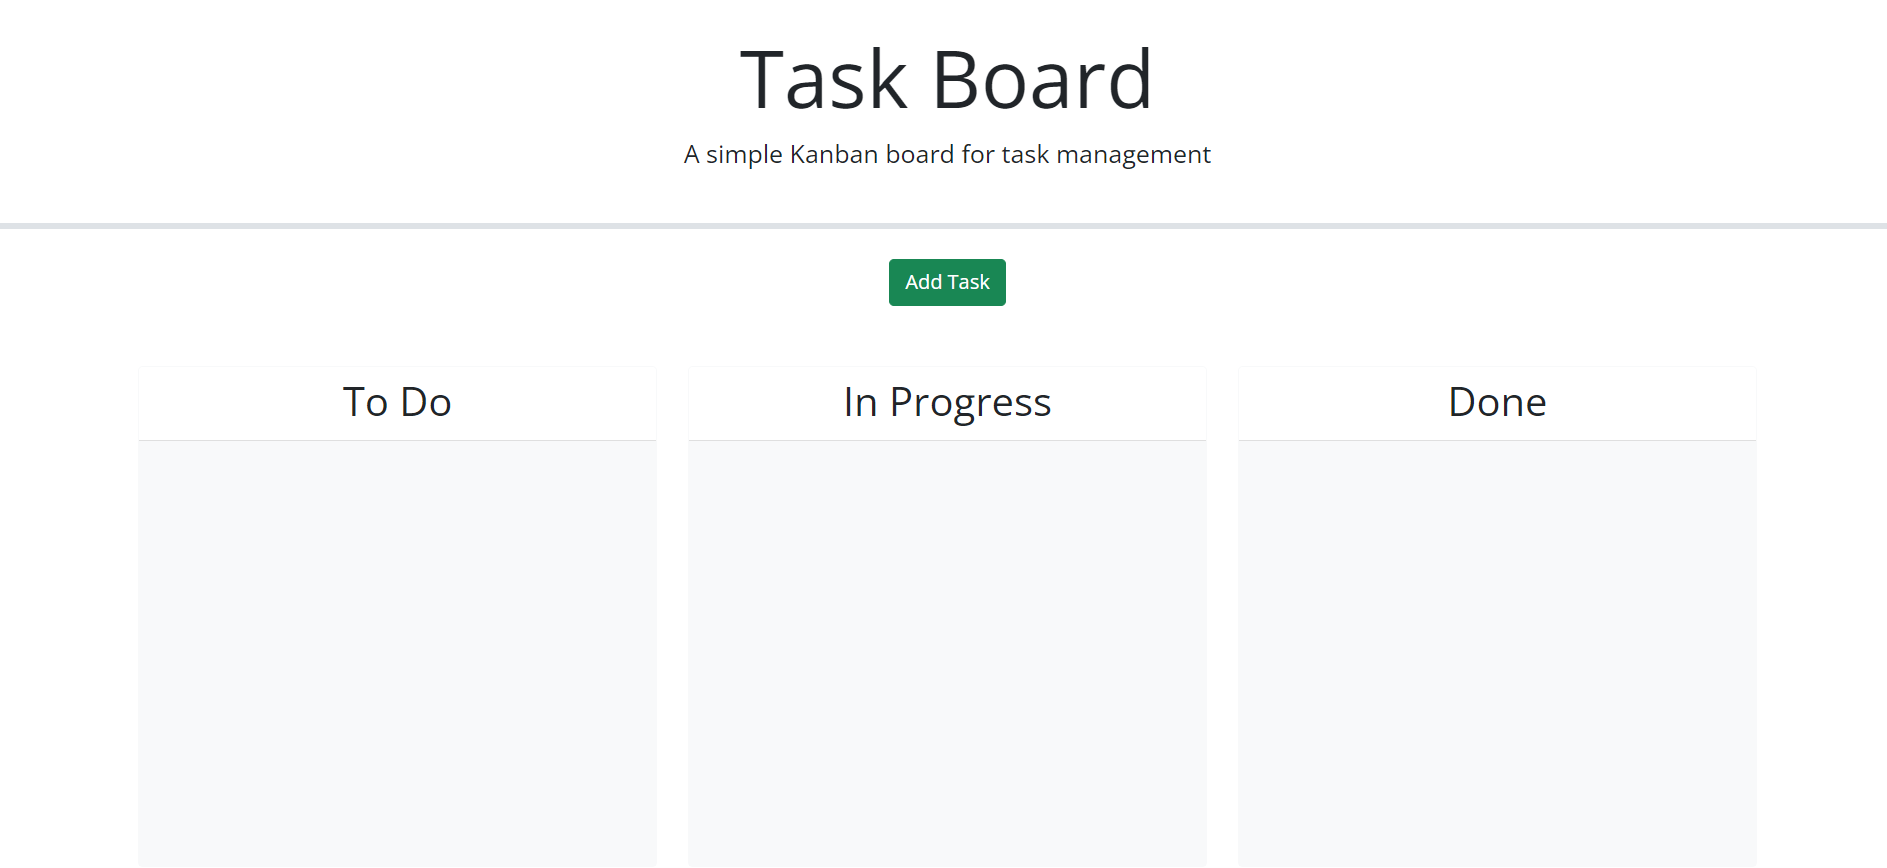 Task Board
A simple Kanban board for task management
Add Task
To Do
In Progress
Done